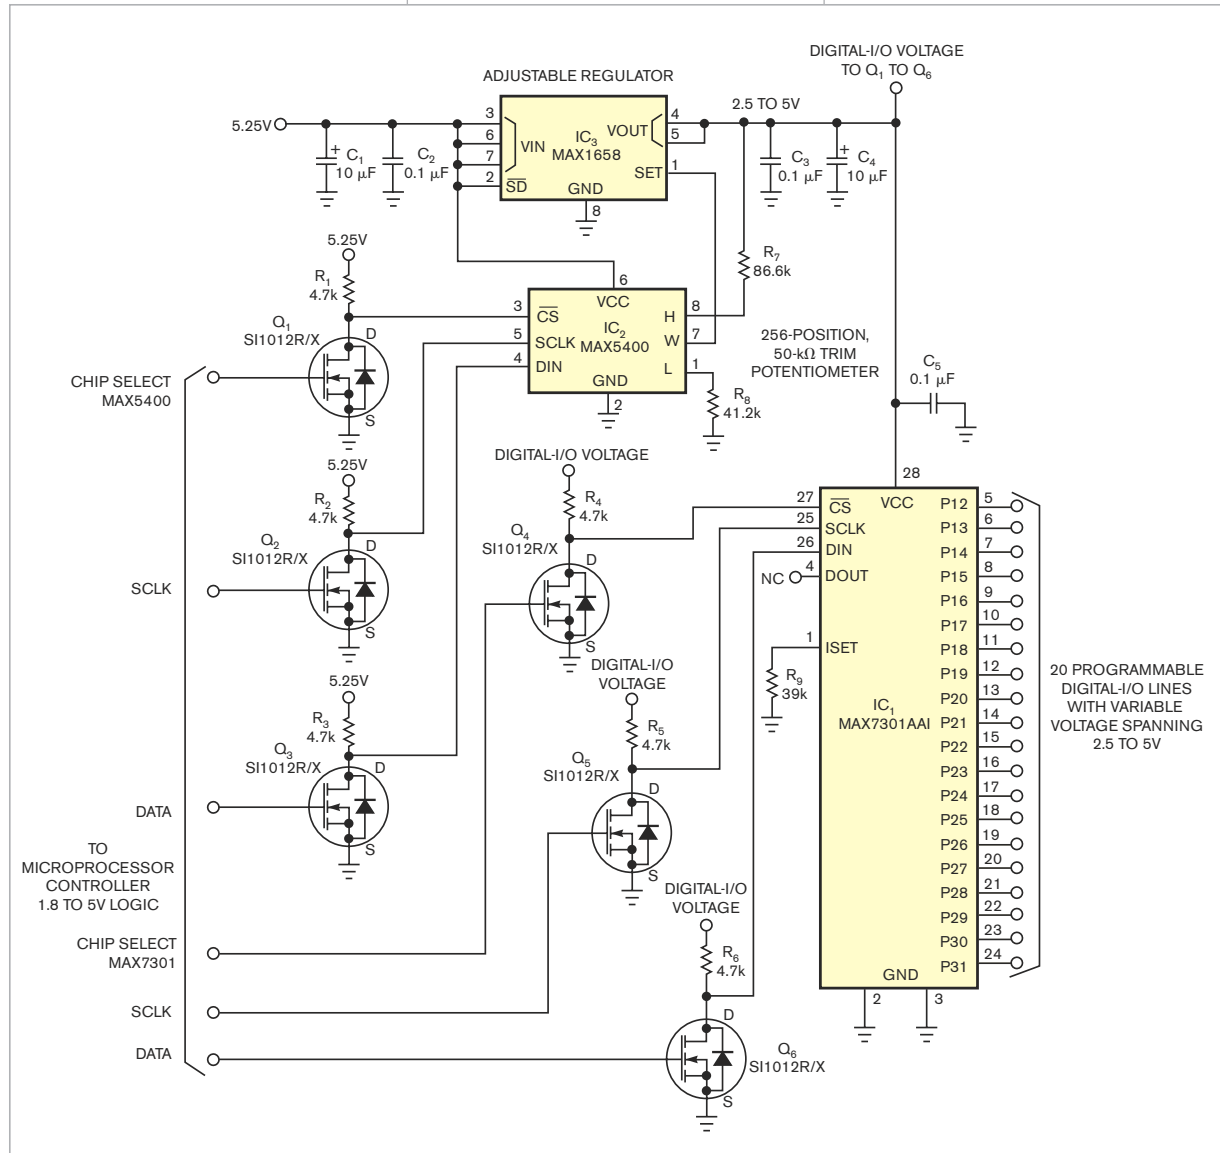 DIGITAL-I/O VOLTAGE
TO Q1 TO Q6
ADJUSTABLE REGULATOR
5.25V
+
C1
10 µF
C2
0.1 µF
3
6
7
2
VIN
SD
IC3
MAX1658
VOUT
SET
GND
8
4
5
1
2.5 TO 5V
C3
0.1 µF
+
C4
10 µF
R7
86.6k
5.25V
R1
4.7k
Q1
SI1012R/X
D
S
CHIP SELECT
MAX5400
3
5
4
6
VCC
CS
SCLK
DIN
IC2
MAX5400
GND
2
H
W
L
8
7
1
256-POSITION,
50-kΩ TRIM
POTENTIOMETER
R8
41.2k
C5
0.1 µF
5.25V
R2
4.7k
Q2
SI1012R/X
D
S
SCLK
DIGITAL-I/O VOLTAGE
R4
4.7k
Q4
SI1012R/X
D
S
5.25V
R3
4.7k
Q3
SI1012R/X
D
S
DATA
DIGITAL-I/O
VOLTAGE
R5
4.7k
Q5
SI1012R/X
D
S
TO
MICROPROCESSOR
CONTROLLER
1.8 TO 5V LOGIC
CHIP SELECT
MAX7301
SCLK
DATA
DIGITAL-I/O
VOLTAGE
R6
4.7k
Q6
SI1012R/X
D
S
28
VCC
27
CS
25
SCLK
26
DIN
NC
4
DOUT
1
ISET
R9
39k
IC1
MAX7301AAI
GND
2
3
P12 5
P13 6
P14 7
P15 8
P16 9
P17 10
P18 11
P19 12
P20 13
P21 14
P22 15
P23 16
P24 17
P25 18
P26 19
P27 20
P28 21
P29 22
P30 23
P31 24
20 PROGRAMMABLE
DIGITAL-I/O LINES
WITH VARIABLE
VOLTAGE SPANNING
2.5 TO 5V